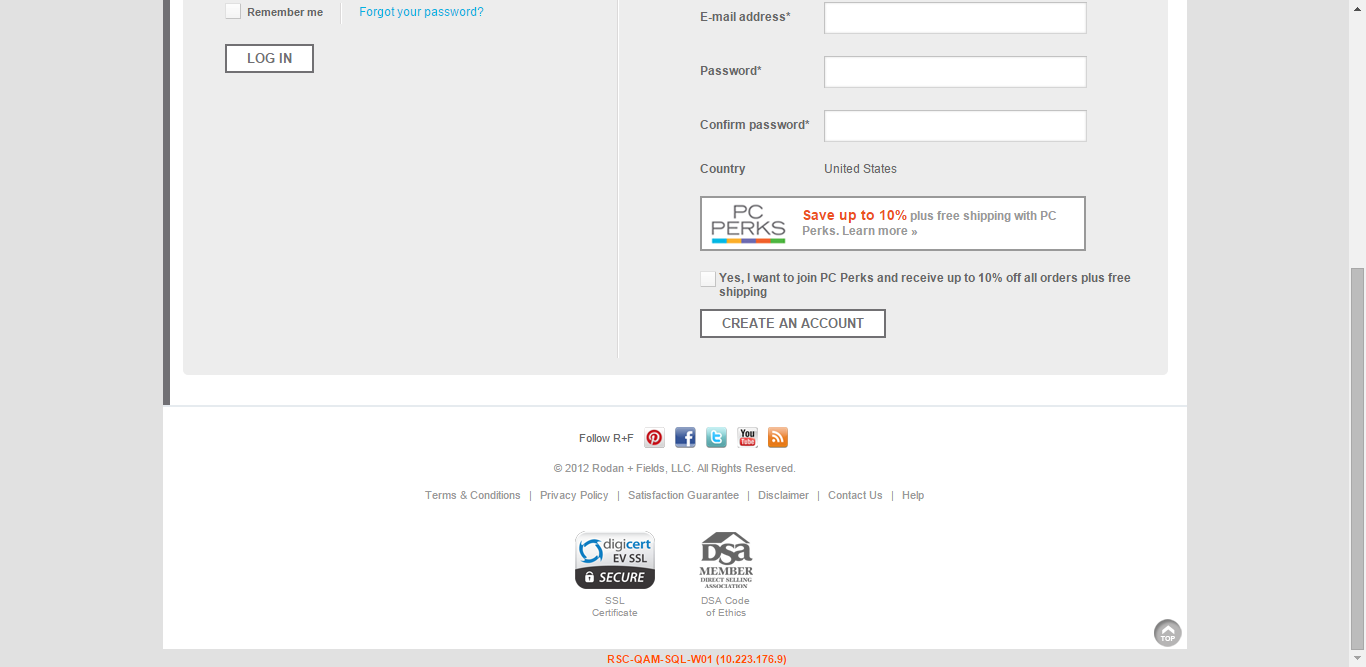 Remember me
Forgot your password?
LOG IN
E-mail address*
Password*
Confirm password*
Country
United States
PC
PERKS
Save up to 10% plus free shipping with PC
Perks. Learn more »
Yes, I want to join PC Perks and receive up to 10% off all orders plus free
shipping
CREATE AN ACCOUNT
Follow R+F
You
Tube
© 2012 Rodan + Fields, LLC. All Rights Reserved.
Terms & Conditions | Privacy Policy | Satisfaction Guarantee | Disclaimer | Contact Us | Help
digicert
EV SSL
SECURE
SSL
Certificate
DSA
MEMBER
DIRECT SELLING
ASSOCIATION
DSA Code
of Ethics
TOP
RSC-QAM-SQL-W01 (10.223.176.9)